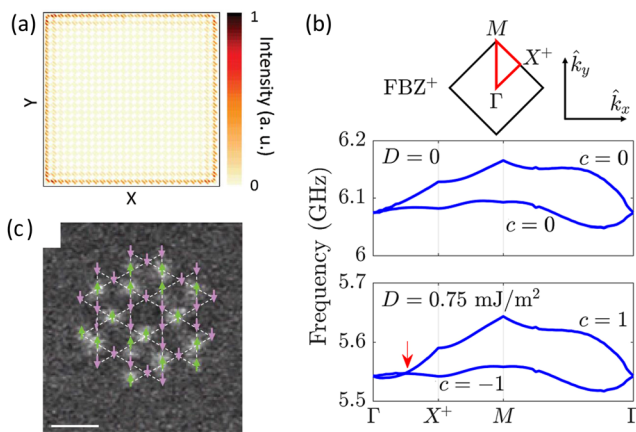 (a)
Y
X
1
Intensity (a. u.)
0
(b)
M
X⁺
Γ
FBZ⁺
k̂y
k̂x
Frequency (GHz)
6.2
6.1
6
D = 0
c = 0
c = 0
5.7
5.6
5.5
D = 0.75 mJ/m²
c = 1
c = −1
Γ X⁺ M Γ
(c)